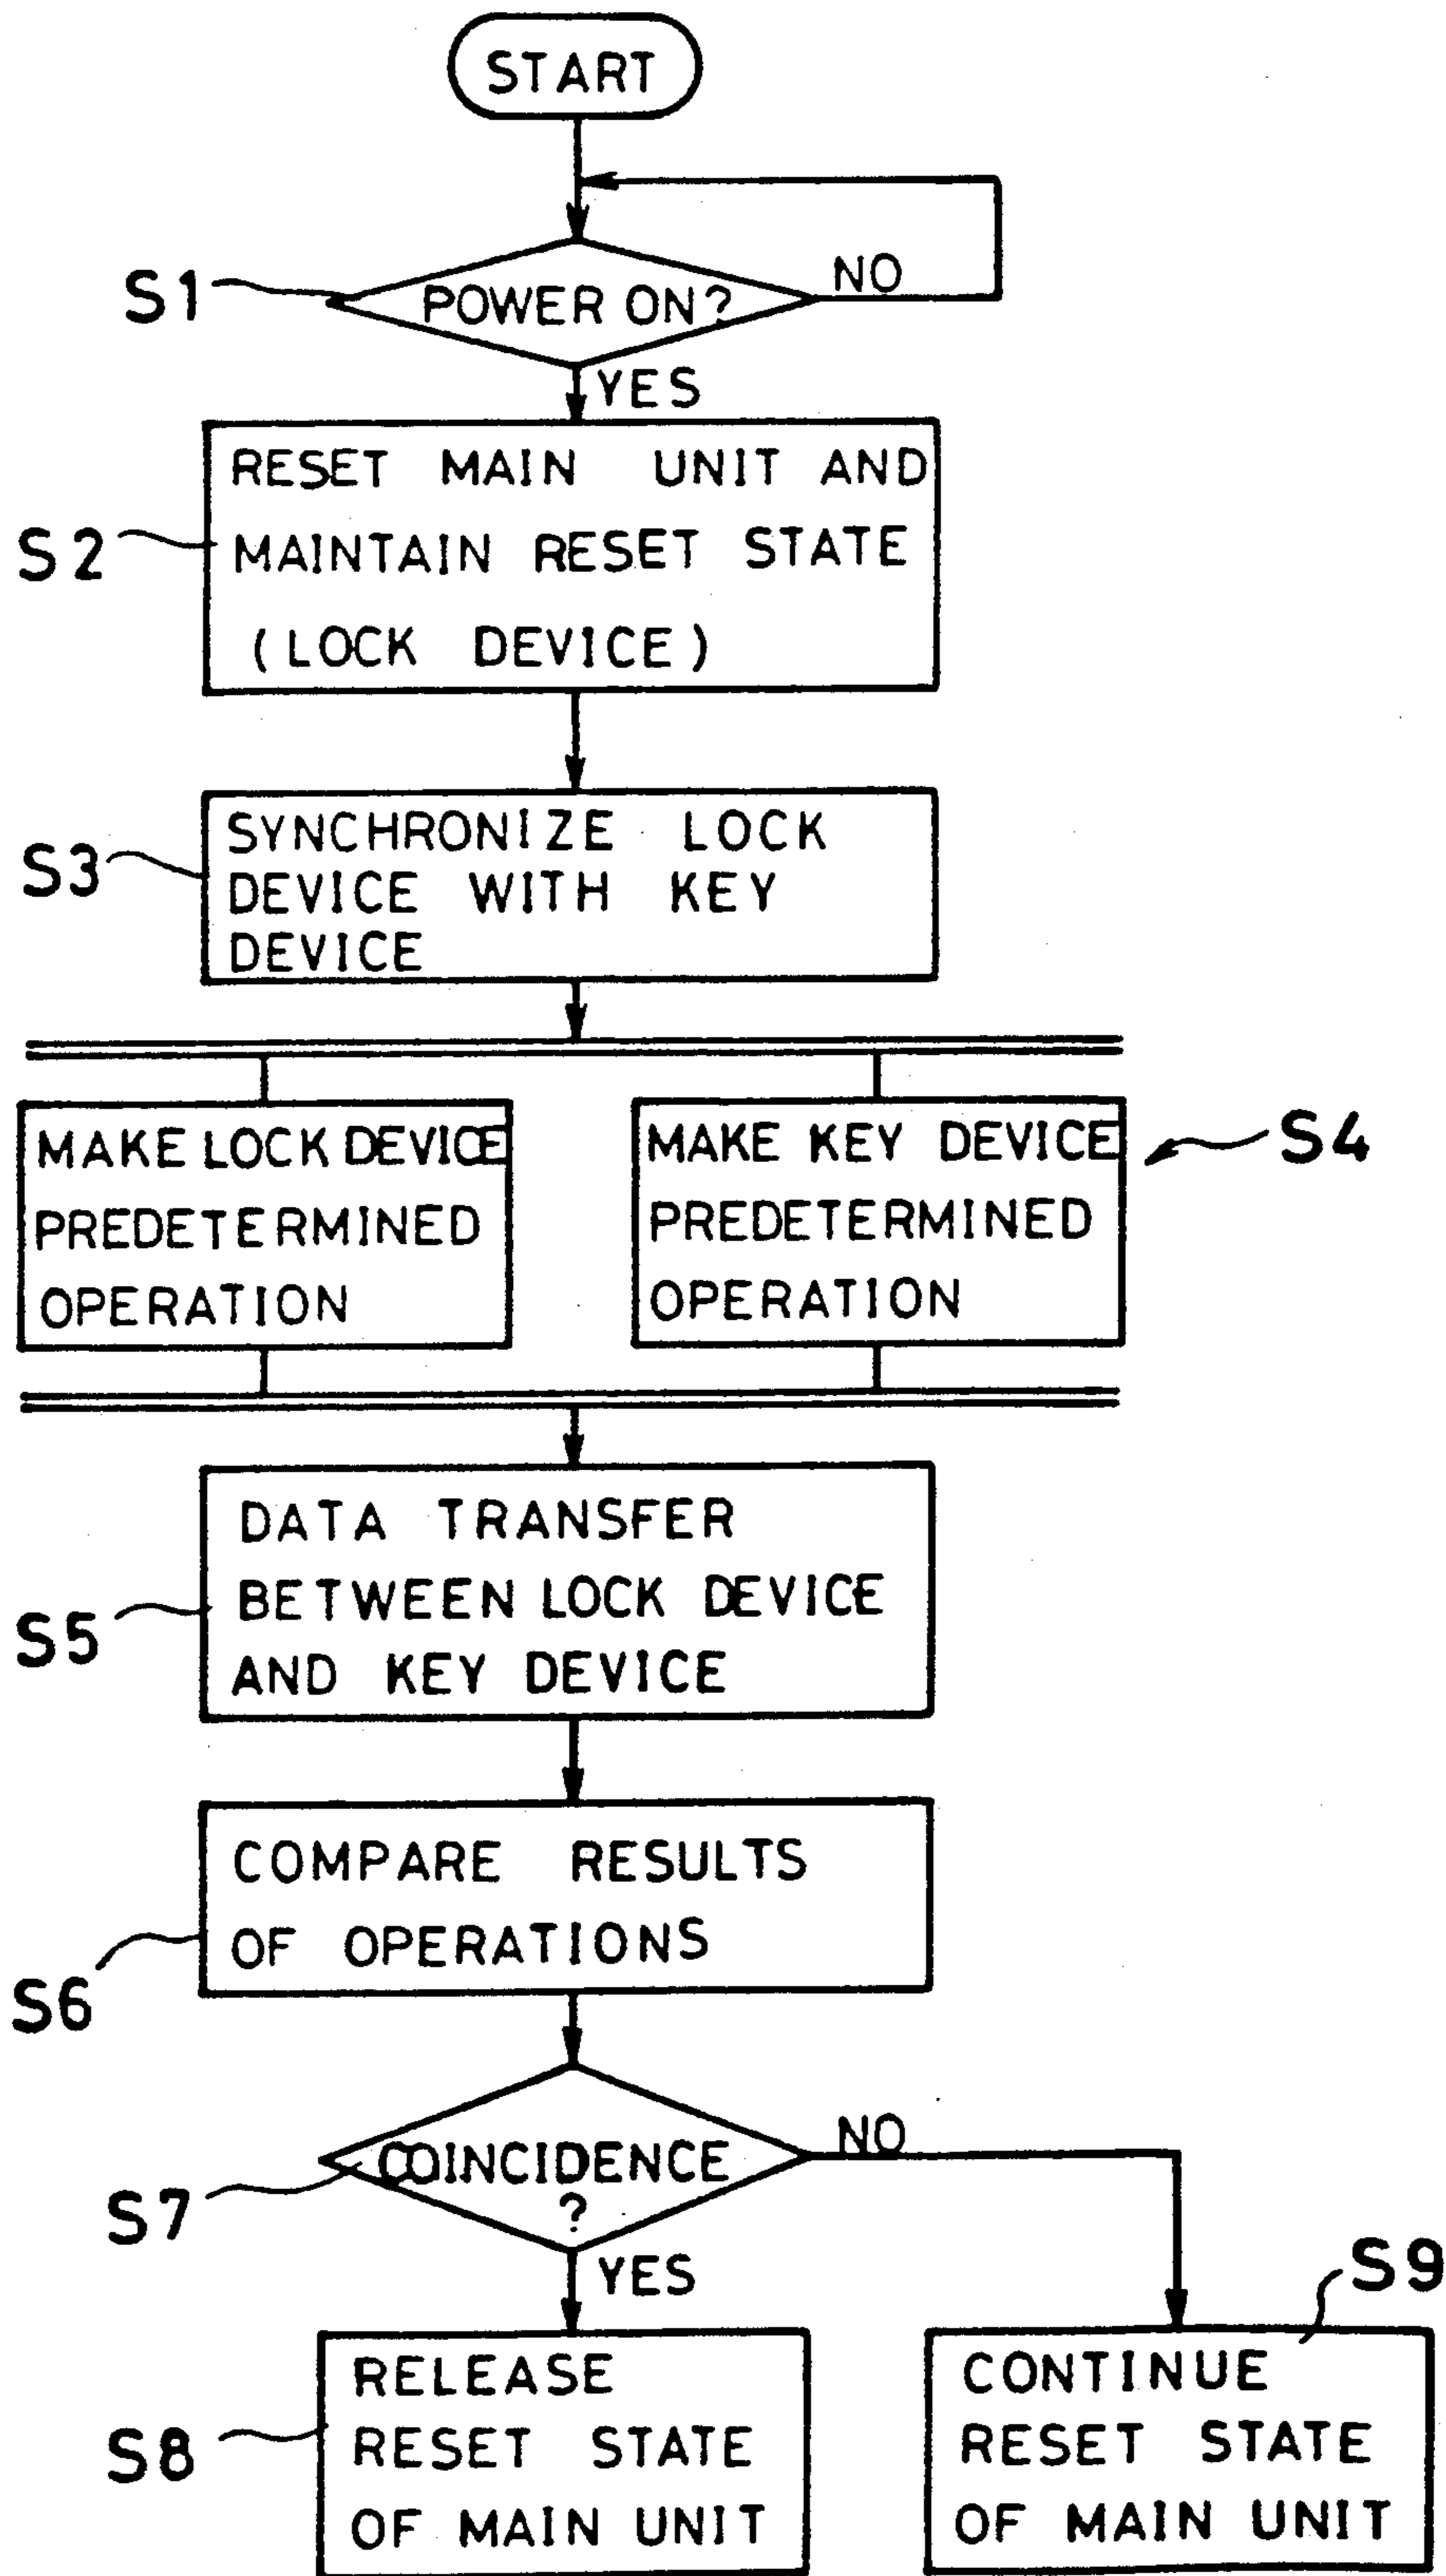 START
S1
POWER ON?
NO
YES
S2
RESET MAIN UNIT AND
MAINTAIN RESET STATE
(LOCK DEVICE)
S3
SYNCHRONIZE LOCK
DEVICE WITH KEY
DEVICE
MAKE LOCK DEVICE
PREDETERMINED
OPERATION
MAKE KEY DEVICE
PREDETERMINED
OPERATION
S4
S5
DATA TRANSFER
BETWEEN LOCK DEVICE
AND KEY DEVICE
S6
COMPARE RESULTS
OF OPERATIONS
S7
COINCIDENCE
?
NO
YES
S8
RELEASE
RESET STATE
OF MAIN UNIT
S9
CONTINUE
RESET STATE
OF MAIN UNIT